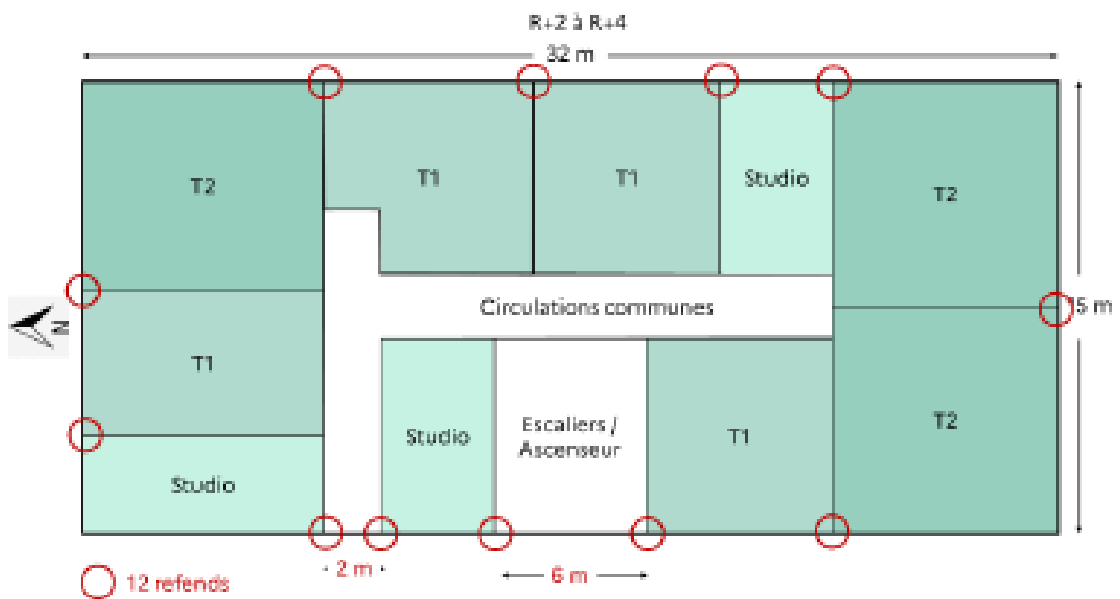 R+2 à R+4
32 m
T2
T1
T1
Studio
T2
Circulations communes
15 m
N
T1
Studio
Escaliers /
Ascenseur
T1
T2
Studio
2 m
6 m
12 refends